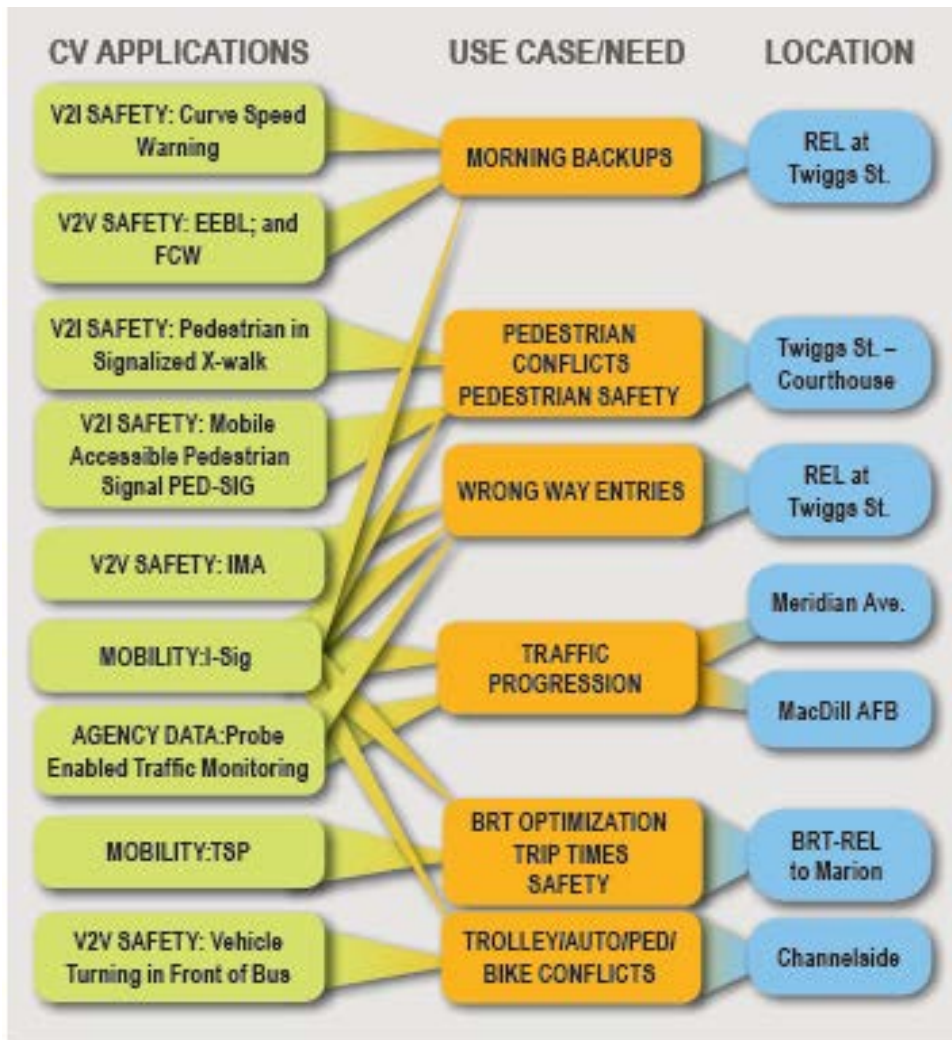 CV APPLICATIONS
USE CASE/NEED
LOCATION
V2I SAFETY: Curve Speed
Warning
V2V SAFETY: EEBL; and
FCW
V2I SAFETY: Pedestrian in
Signalized X-walk
V2I SAFETY: Mobile
Accessible Pedestrian
Signal PED-SIG
V2V SAFETY: IMA
MOBILITY:I-Sig
AGENCY DATA:Probe
Enabled Traffic Monitoring
MOBILITY:TSP
V2V SAFETY: Vehicle
Turning in Front of Bus
MORNING BACKUPS
PEDESTRIAN
CONFLICTS
PEDESTRIAN SAFETY
WRONG WAY ENTRIES
TRAFFIC
PROGRESSION
BRT OPTIMIZATION
TRIP TIMES
SAFETY
TROLLEY/AUTO/PED/
BIKE CONFLICTS
REL at
Twiggs St.
Twiggs St. –
Courthouse
REL at
Twiggs St.
Meridian Ave.
MacDill AFB
BRT-REL
to Marion
Channelside